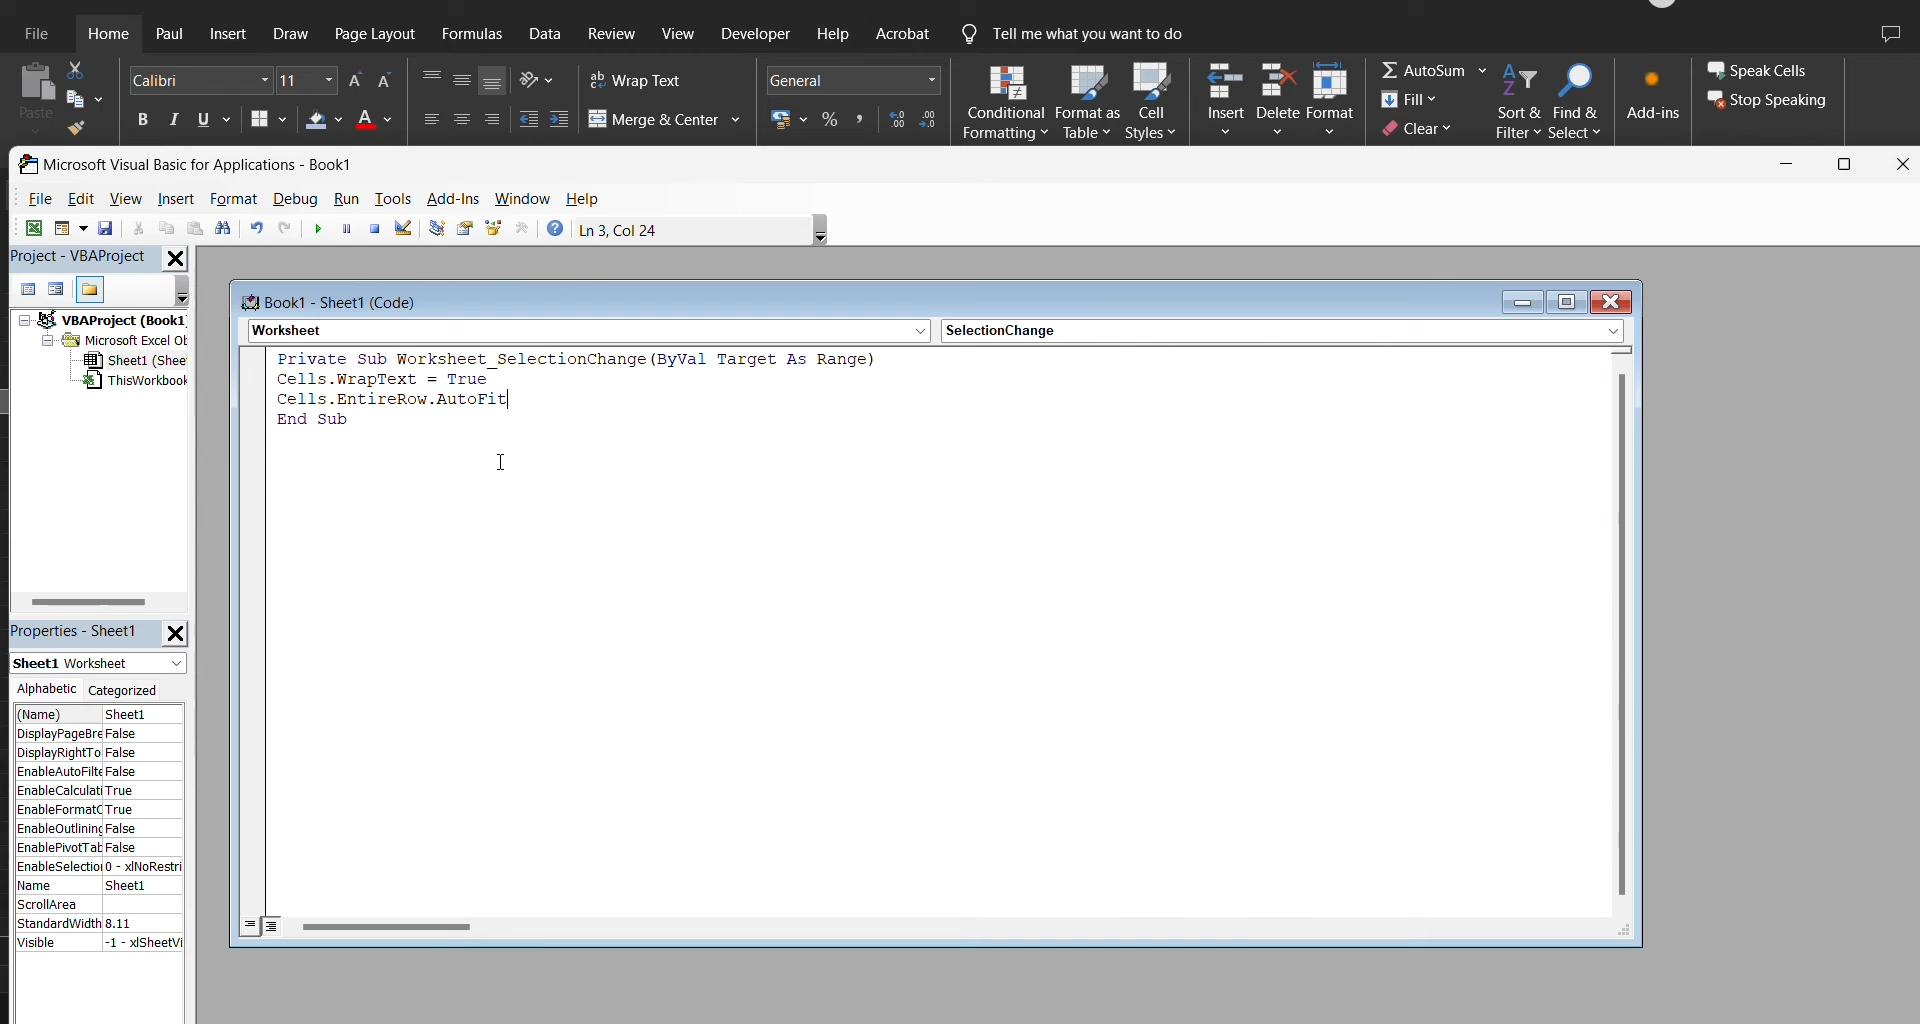 File Home Paul Insert Draw Page Layout Formulas Data Review View Developer Help Acrobat Tell me what you want to do
Paste
Calibri 11
B I U A
ab Wrap Text
Merge & Center
General
% ,
Conditional Formatting
Format as Table
Cell Styles
Insert Delete Format
AutoSum
Fill
Clear
Sort & Filter
Find & Select
Add-ins
Speak Cells
Stop Speaking
Microsoft Visual Basic for Applications - Book1
File Edit View Insert Format Debug Run Tools Add-Ins Window Help
Ln 3, Col 24
Project - VBAProject
VBAProject (Book1)
Microsoft Excel Ob
Sheet1 (Shee
ThisWorkbook
Book1 - Sheet1 (Code)
Worksheet SelectionChange
Private Sub Worksheet_SelectionChange(ByVal Target As Range)
Cells.WrapText = True
Cells.EntireRow.AutoFit
End Sub
Properties - Sheet1
Sheet1 Worksheet
Alphabetic Categorized
(Name) Sheet1
DisplayPageBre False
DisplayRightTo False
EnableAutoFilte False
EnableCalculati True
EnableFormatC True
EnableOutlining False
EnablePivotTab False
EnableSelection 0 - xlNoRestri
Name Sheet1
ScrollArea
StandardWidth 8.11
Visible -1 - xlSheetVi